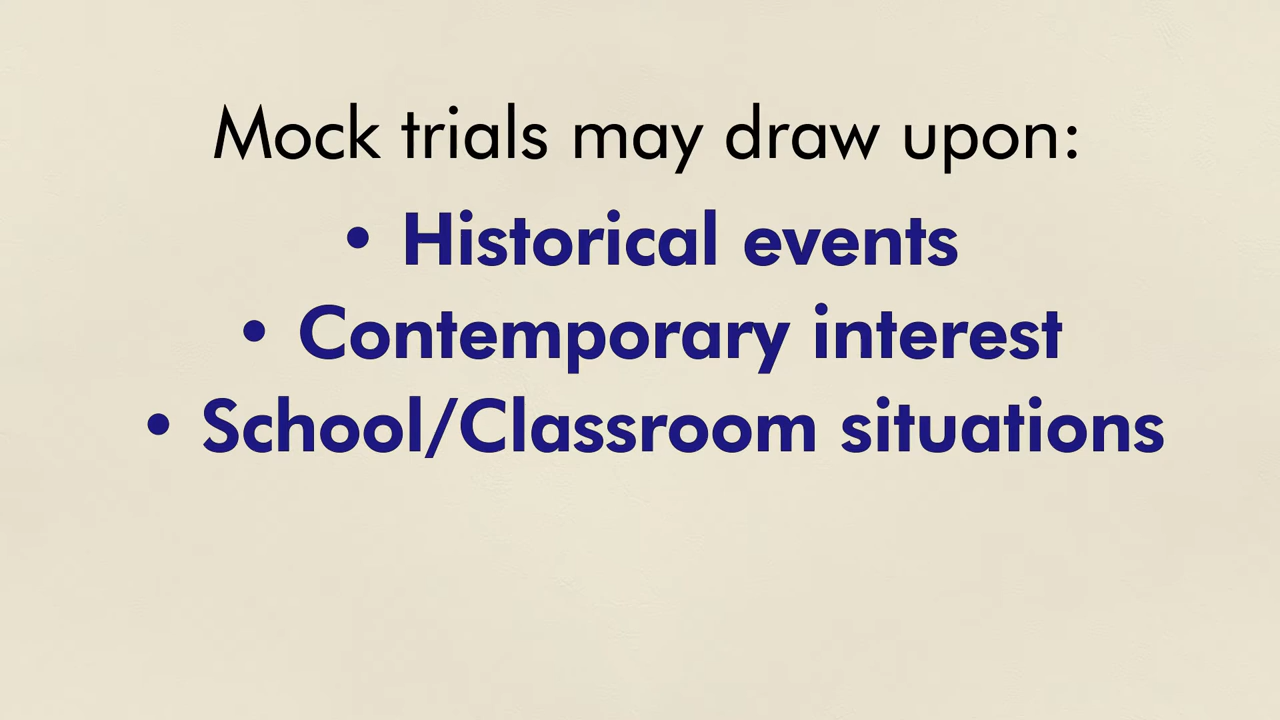 Mock trials may draw upon:
• Historical events
• Contemporary interest
• School/Classroom situations